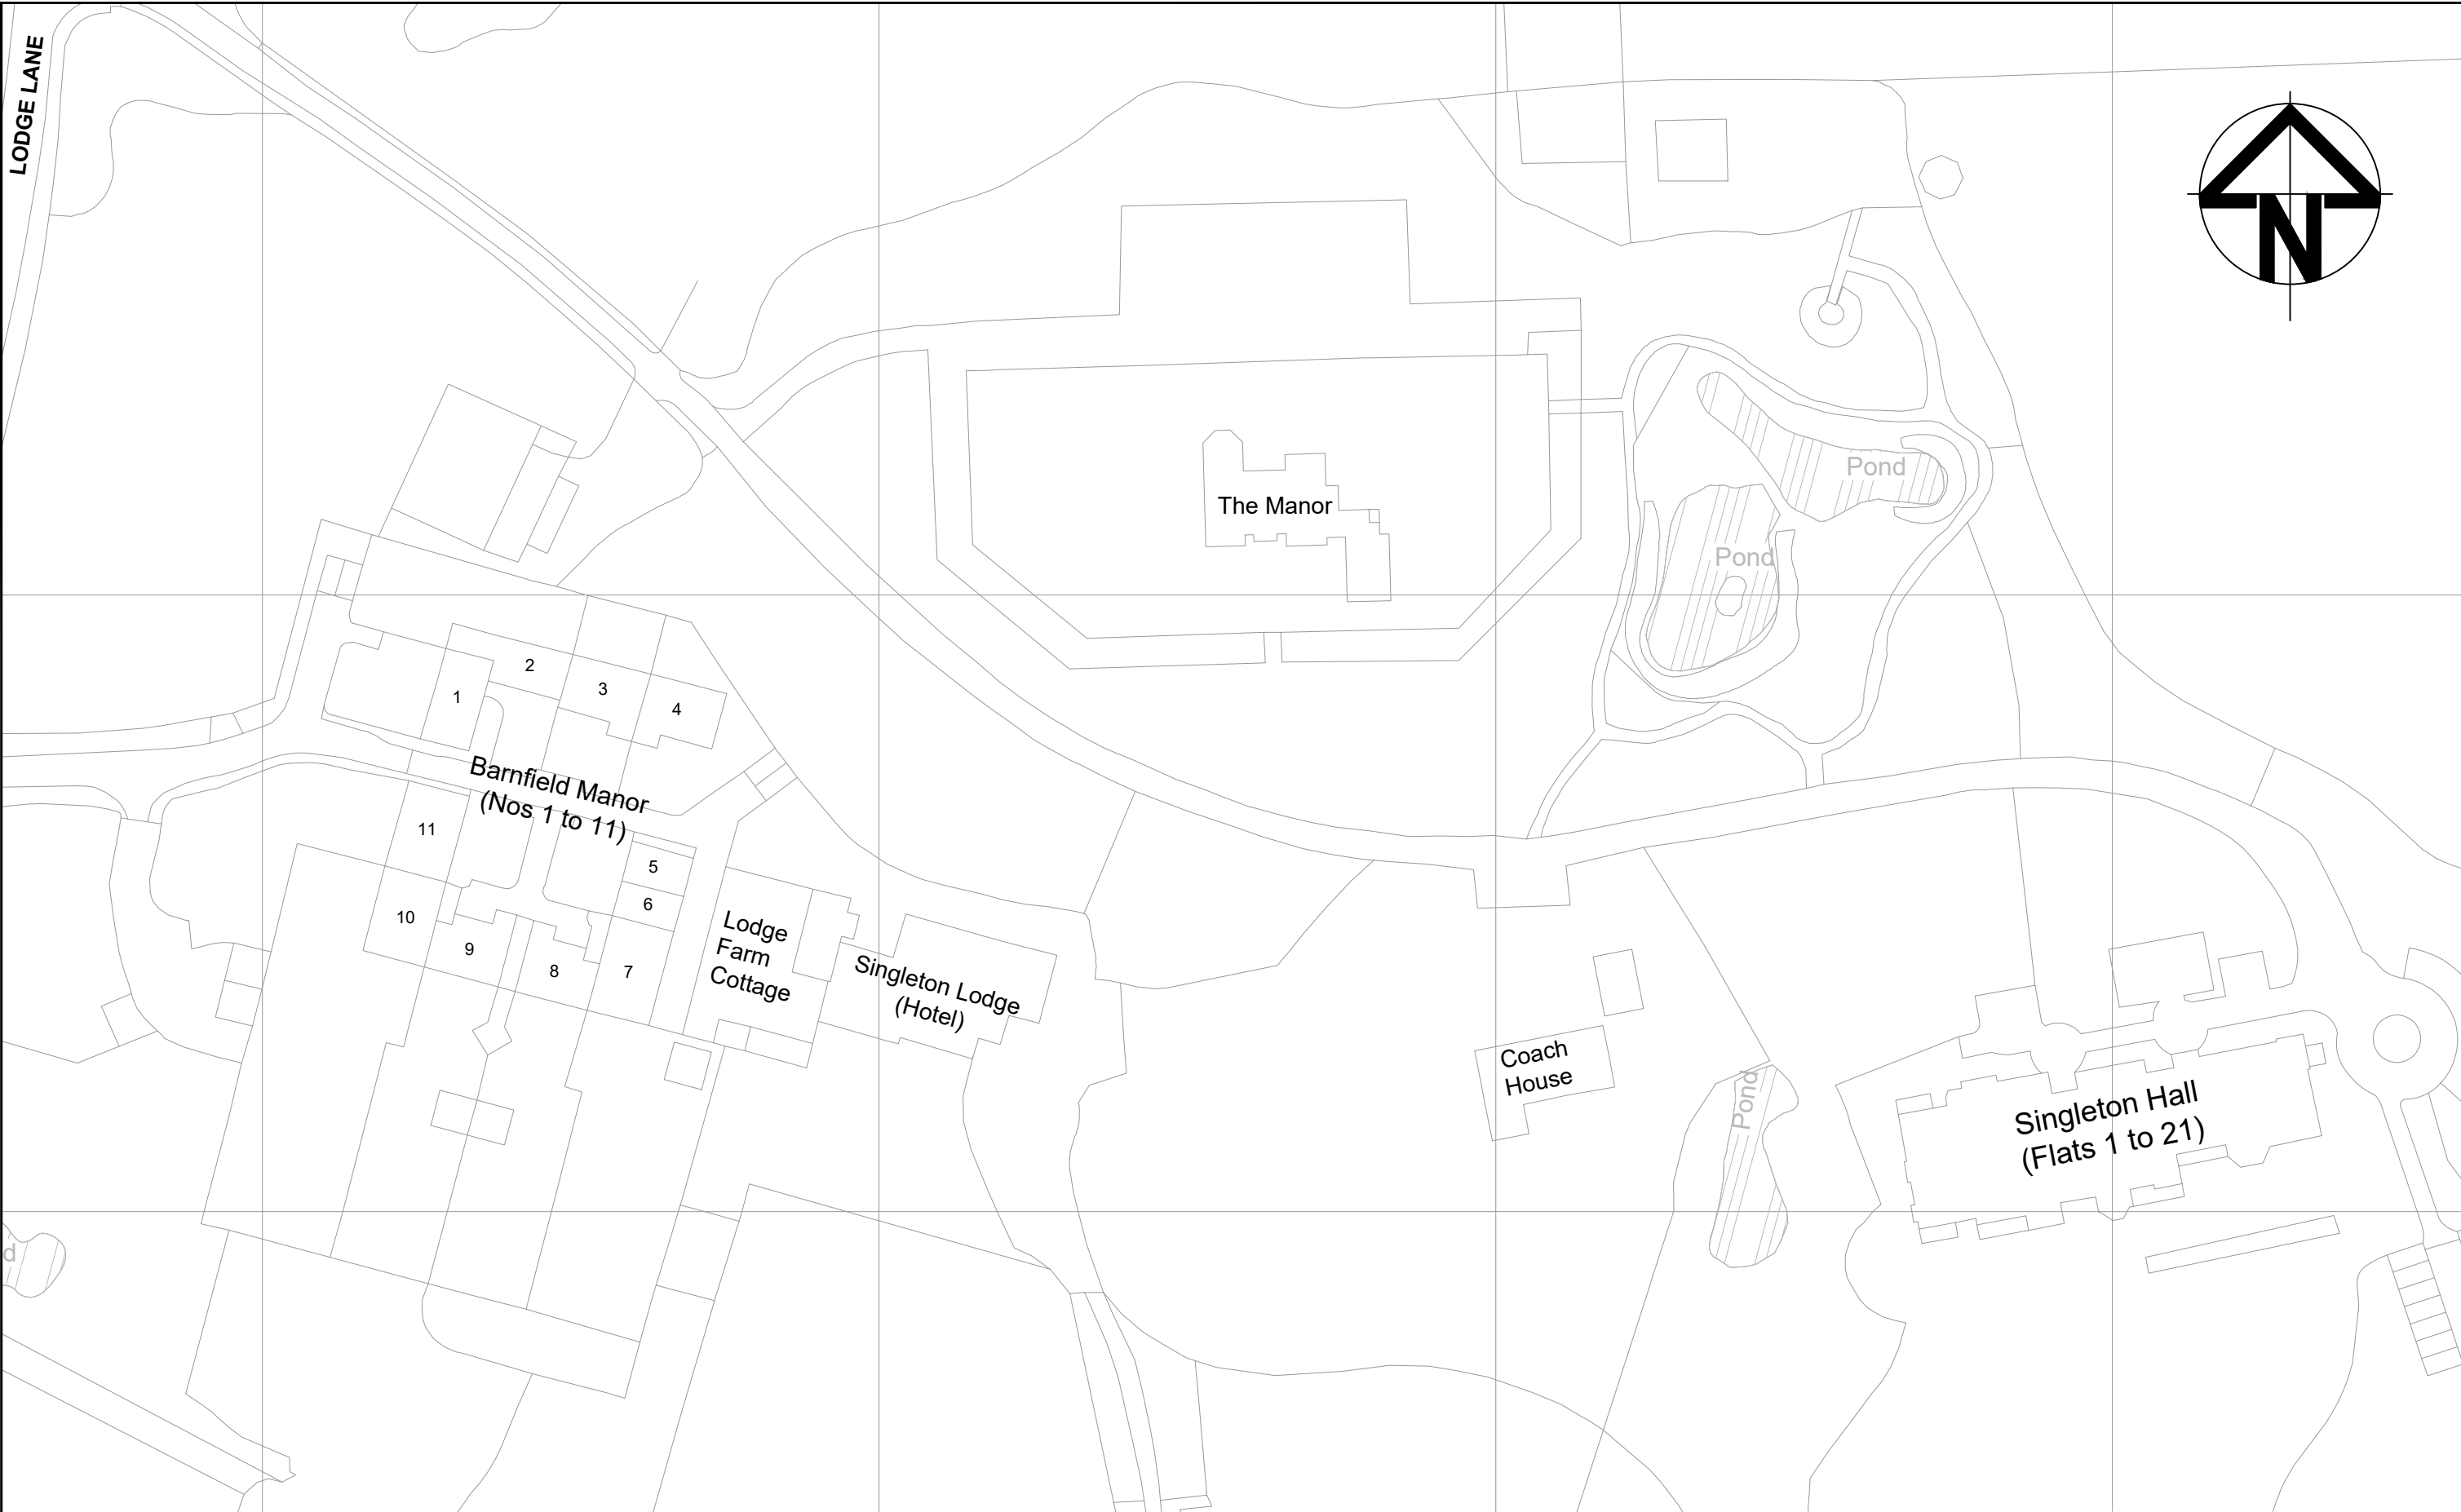 LODGE LANE
N
Pond
The Manor
Pond
2
3
1
4
Barnfield Manor
(Nos 1 to 11)
11
5
6
10
9
8
7
Lodge
Farm
Cottage
Singleton Lodge
(Hotel)
Coach
House
Pond
Singleton Hall
(Flats 1 to 21)
d